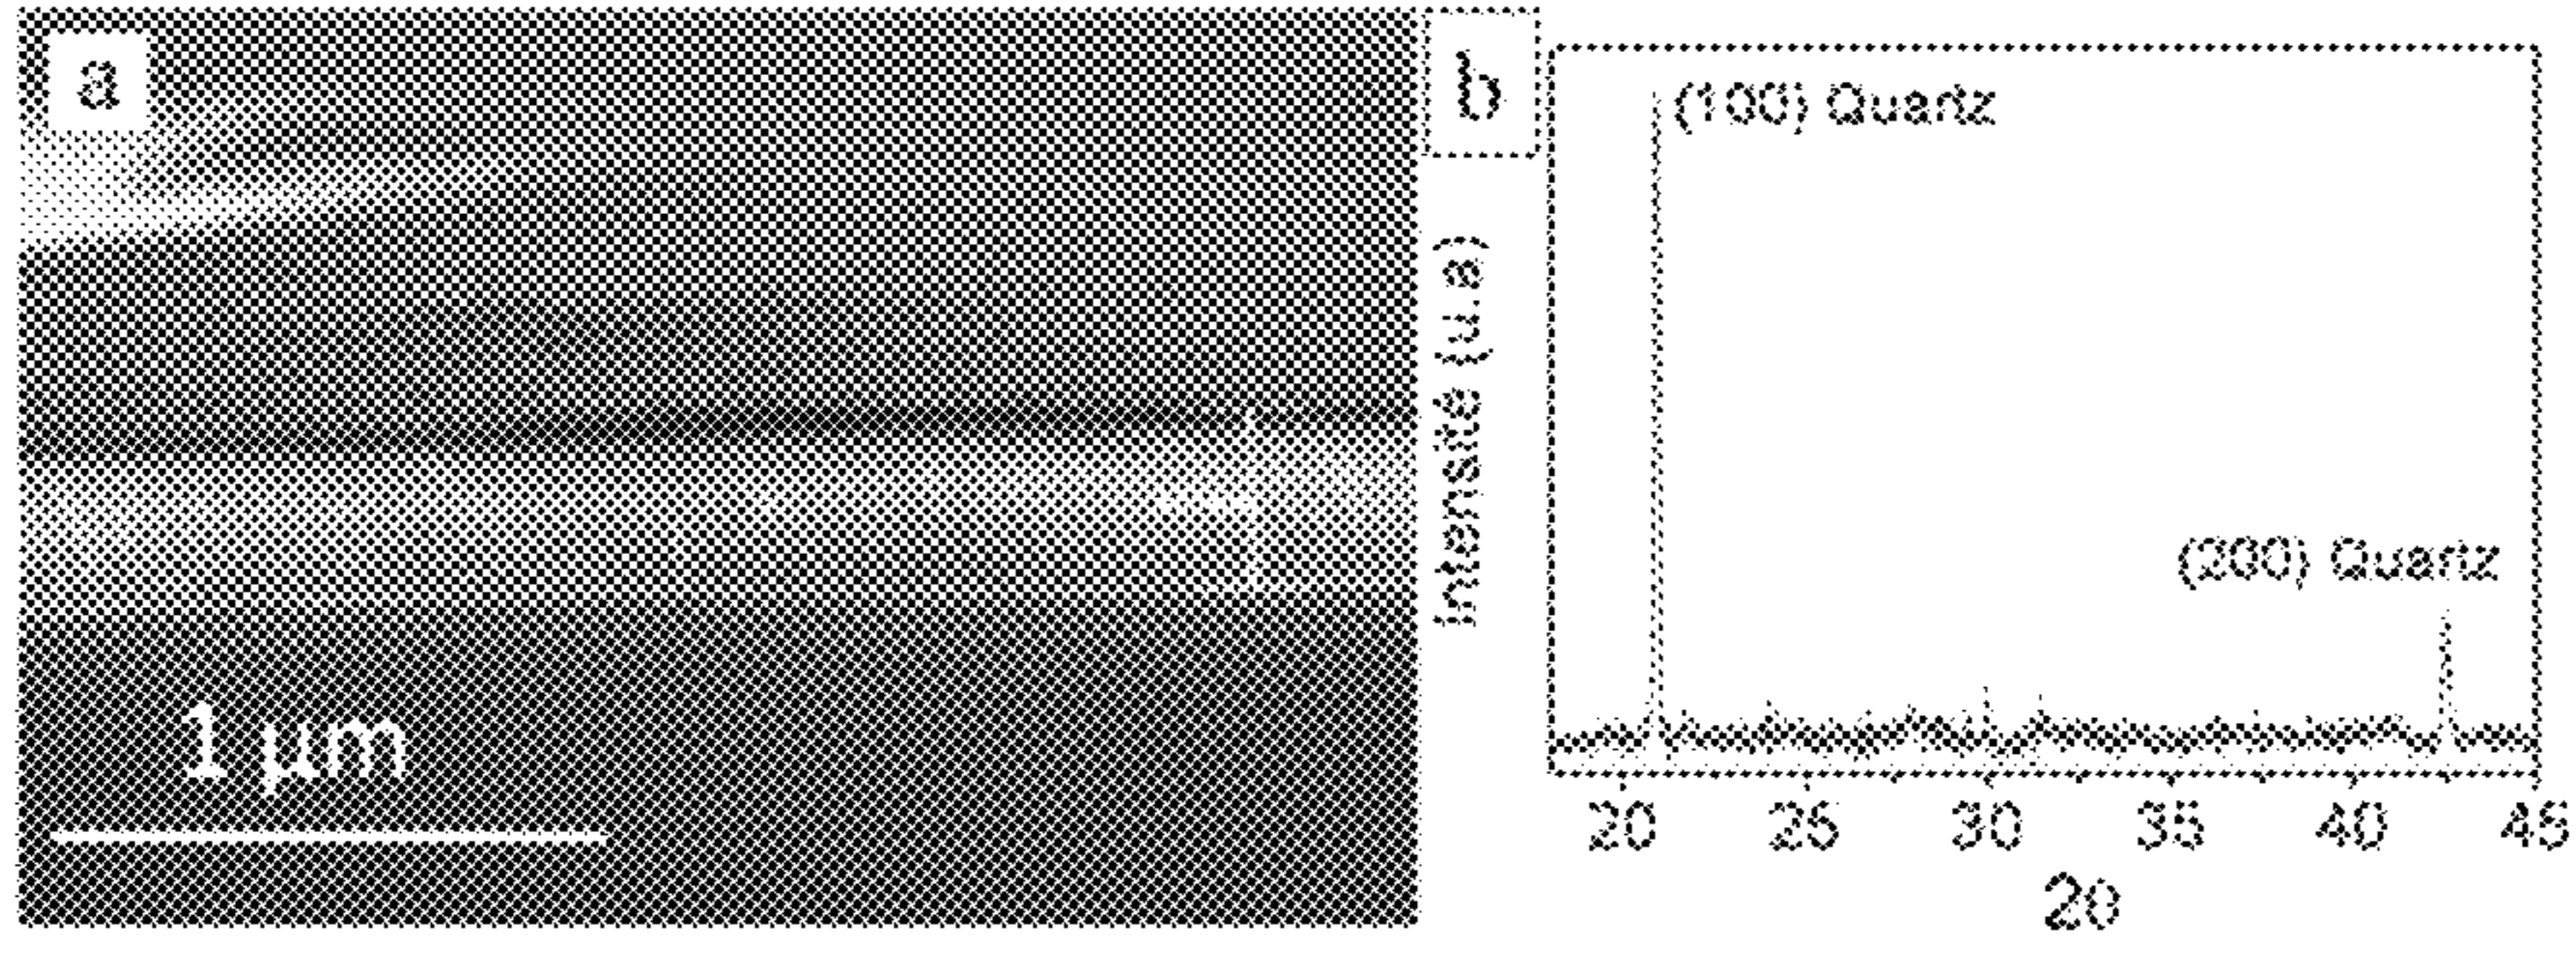 a
1 µm
b
(100) Quartz
(200) Quartz
Intensité (u.a)
20 25 30 35 40 45
2θ